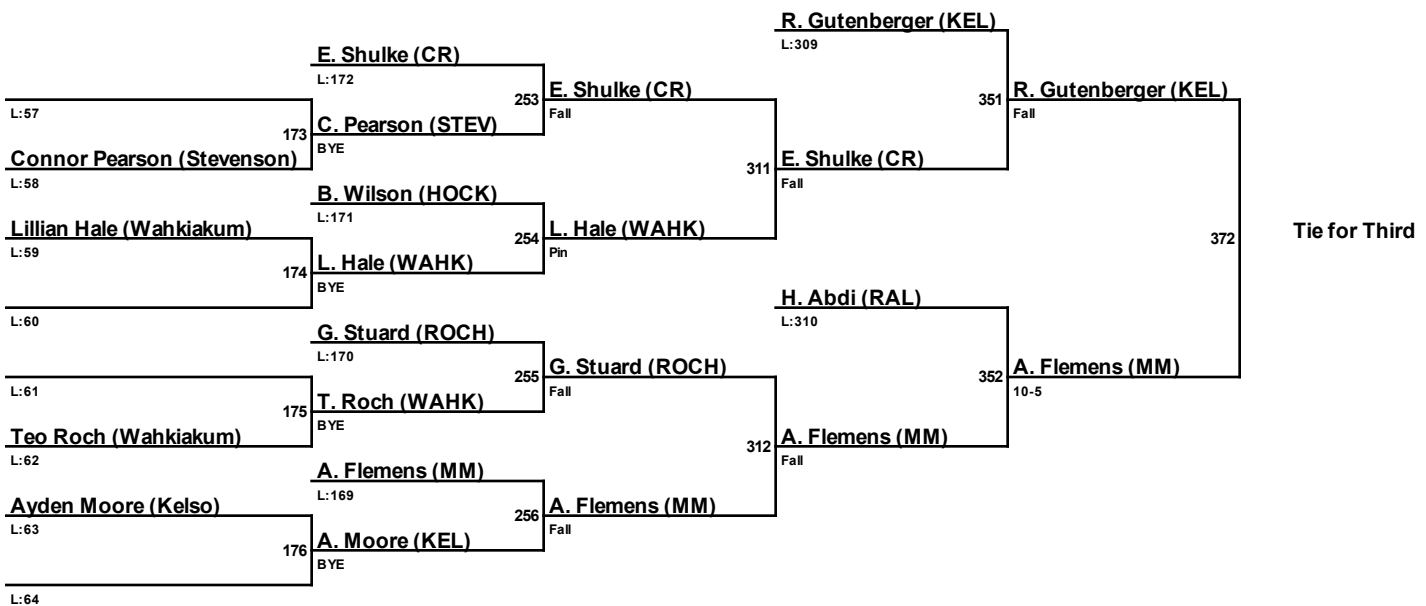 R. Gutenberger (KEL)
L:309
E. Shulke (CR)
L:172
253
E. Shulke (CR)
Fall
351
R. Gutenberger (KEL)
Fall
L:57
173
C. Pearson (STEV)
BYE
Connor Pearson (Stevenson)
L:58
311
E. Shulke (CR)
Fall
B. Wilson (HOCK)
L:171
Lillian Hale (Wahkiakum)
L:59
254
L. Hale (WAHK)
Pin
372
Tie for Third
174
L. Hale (WAHK)
BYE
L:60
H. Abdi (RAL)
L:310
G. Stuard (ROCH)
L:170
L:61
255
G. Stuard (ROCH)
Fall
352
A. Flemens (MM)
10-5
175
T. Roch (WAHK)
BYE
Teo Roch (Wahkiakum)
L:62
312
A. Flemens (MM)
Fall
A. Flemens (MM)
L:169
Ayden Moore (Kelso)
L:63
256
A. Flemens (MM)
Fall
176
A. Moore (KEL)
BYE
L:64